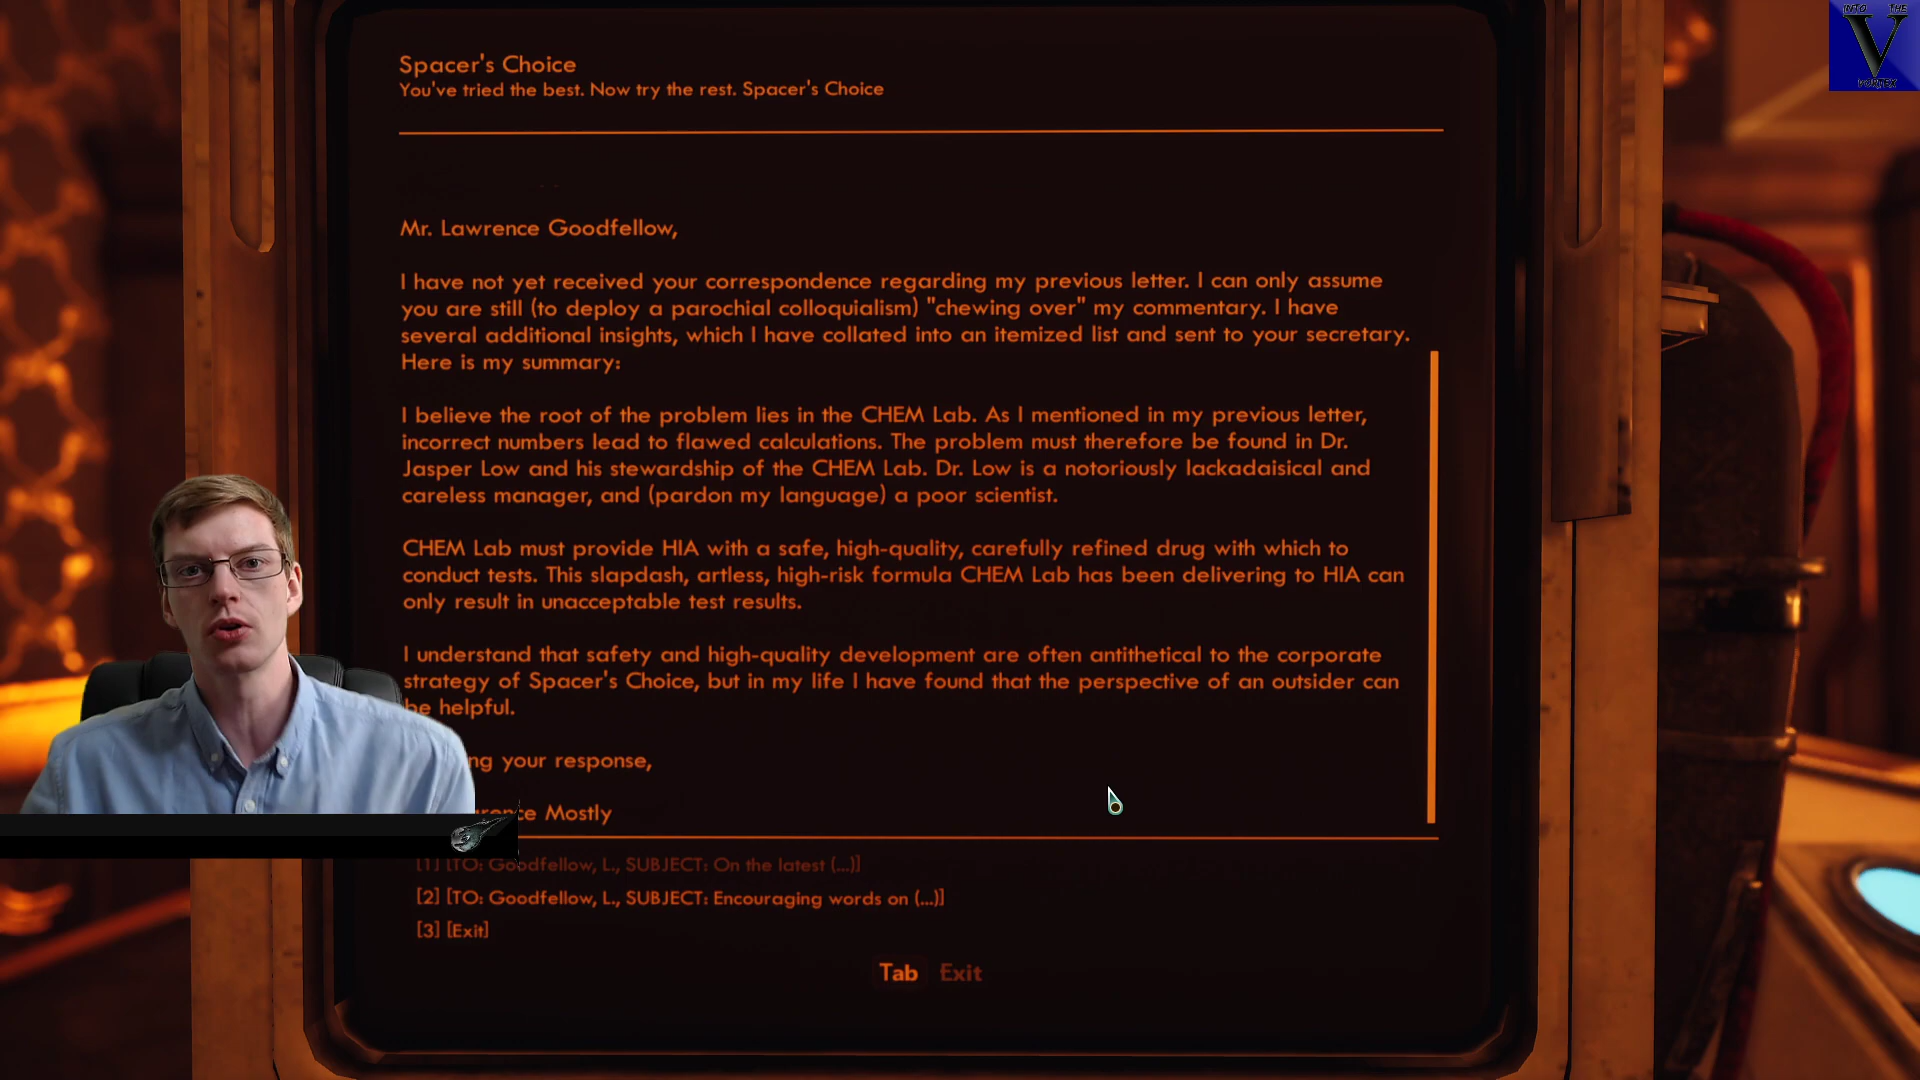 INTO THE
V
VORTEX
Spacer's Choice
You've tried the best. Now try the rest. Spacer's Choice
Mr. Lawrence Goodfellow,
I have not yet received your correspondence regarding my previous letter. I can only assume
you are still (to deploy a parochial colloquialism) "chewing over" my commentary. I have
several additional insights, which I have collated into an itemized list and sent to your secretary.
Here is my summary:
I believe the root of the problem lies in the CHEM Lab. As I mentioned in my previous letter,
incorrect numbers lead to flawed calculations. The problem must therefore be found in Dr.
Jasper Low and his stewardship of the CHEM Lab. Dr. Low is a notoriously lackadaisical and
careless manager, and (pardon my language) a poor scientist.
CHEM Lab must provide HIA with a safe, high-quality, carefully refined drug with which to
conduct tests. This slapdash, artless, high-risk formula CHEM Lab has been delivering to HIA can
only result in unacceptable test results.
I understand that safety and high-quality development are often antithetical to the corporate
strategy of Spacer's Choice, but in my life I have found that the perspective of an outsider can
be helpful.
your response,
Mostly
[1] [TO: Goodfellow, L., SUBJECT: On the latest (...)]
[2] [TO: Goodfellow, L., SUBJECT: Encouraging words on (...)]
[3] [Exit]
Tab Exit